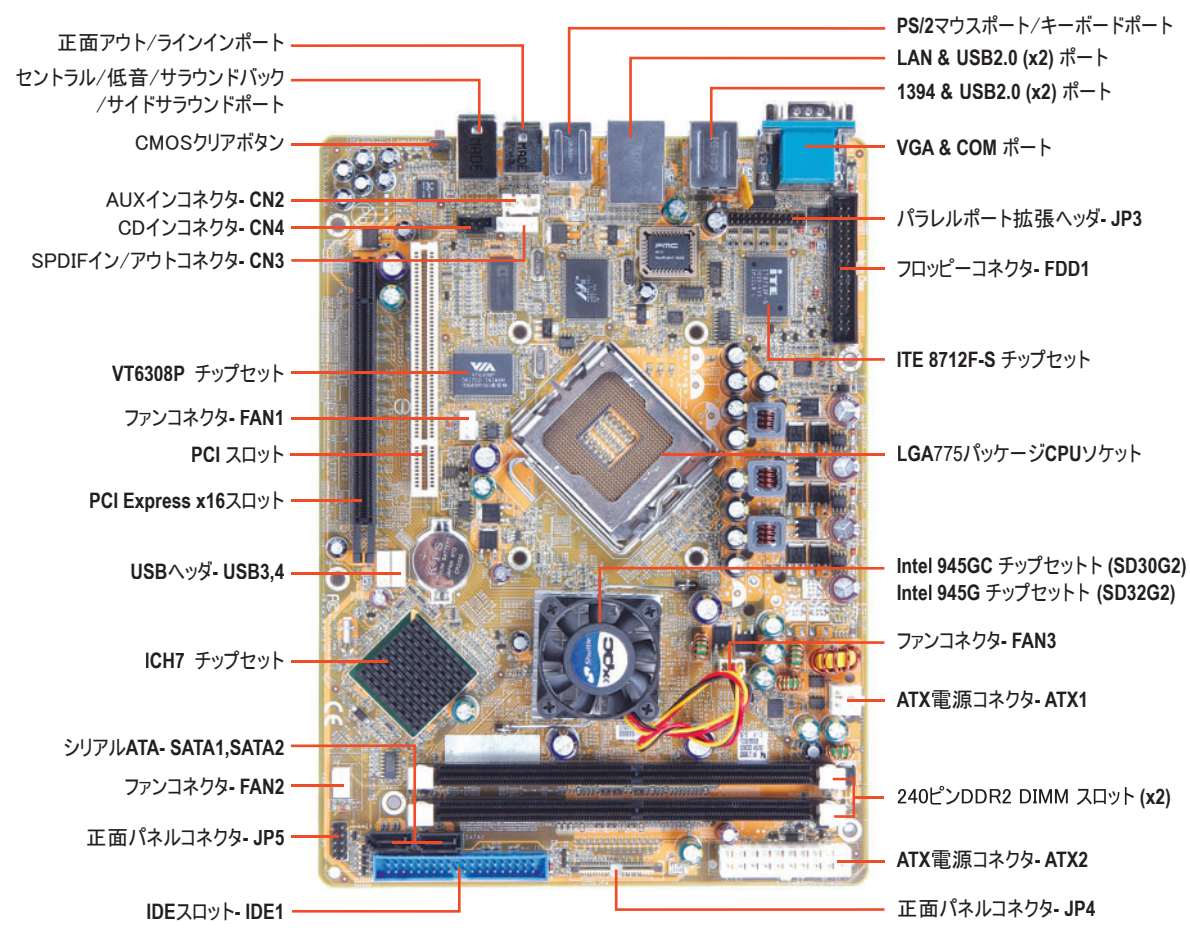 正面アウト/ラインインポート
セントラル/低音/サラウンドバック
/サイドサラウンドポート
CMOSクリアボタン
AUXインコネクタ- CN2
CDインコネクタ- CN4
SPDIFイン/アウトコネクタ- CN3
VT6308P チップセット
ファンコネクタ- FAN1
PCI スロット
PCI Express x16スロット
USBヘッダ- USB3,4
ICH7 チップセット
シリアルATA- SATA1,SATA2
ファンコネクタ- FAN2
正面パネルコネクタ- JP5
IDEスロット- IDE1
PS/2マウスポート/キーボードポート
LAN & USB2.0 (x2) ポート
1394 & USB2.0 (x2) ポート
VGA & COM ポート
パラレルポート拡張ヘッダ- JP3
フロッピーコネクタ- FDD1
ITE 8712F-S チップセット
LGA775パッケージCPUソケット
Intel 945GC チップセットト (SD30G2)
Intel 945G チップセットト (SD32G2)
ファンコネクタ- FAN3
ATX電源コネクタ- ATX1
240ピンDDR2 DIMM スロット (x2)
ATX電源コネクタ- ATX2
正面パネルコネクタ- JP4
MADE
MADE
PMC
iTE
VIA
Shuttle
XPC
CE
FC
SATA2